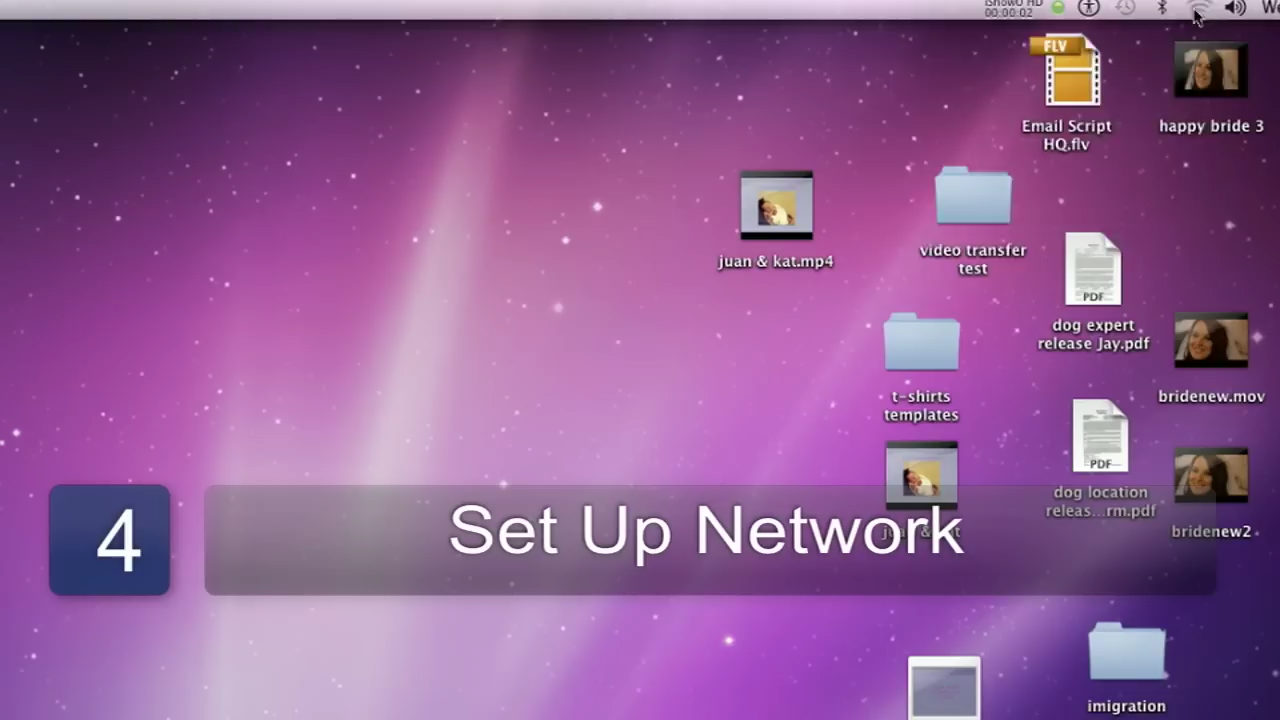 iShowU HD
00:00:02
We
FLV
Email Script
HQ.flv
happy bride 3
juan & kat.mp4
video transfer
test
PDF
dog expert
release Jay.pdf
t-shirts
templates
bridenew.mov
PDF
dog location
releas...rm.pdf
bridenew2
4
Set Up Network
imigration